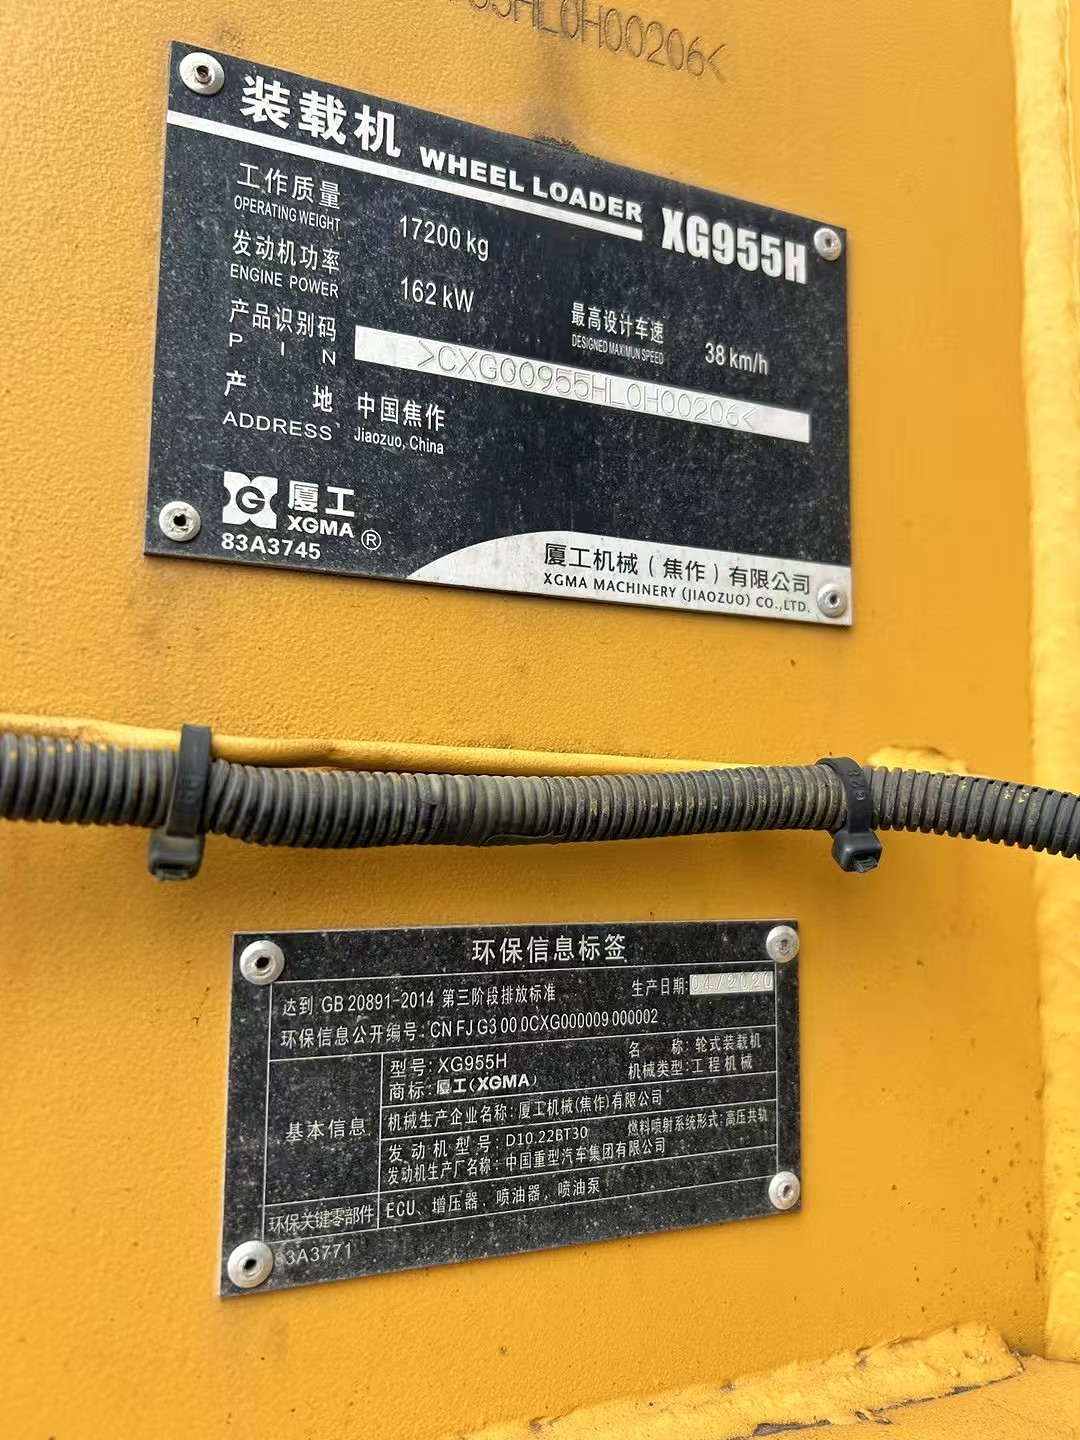 HL0H00206<
装载机 WHEEL LOADER XG955H
工作质量 17200 kg
OPERATING WEIGHT
发动机功率 162 kW
ENGINE POWER
最高设计车速 38 km/h
DESIGNED MAXIMUN SPEED
产品识别码 >CXG00955HL0H00206<
P I N
产 地 中国焦作
ADDRESS Jiaozuo, China
G 厦工
XGMA ®
83A3745
厦工机械(焦作)有限公司
XGMA MACHINERY (JIAOZUO) CO.,LTD.
环保信息标签
达到 GB 20891-2014 第三阶段排放标准 生产日期: 04/2020
环保信息公开编号: CN FJ G3 00 0CXG000009 000002
基本信息
型号: XG955H 名 称: 轮式装载机
商标: 厦工(XGMA) 机械类型: 工程机械
机械生产企业名称: 厦工机械(焦作)有限公司
发动机型号: D10.22BT30 燃料喷射系统形式: 高压共轨
发动机生产厂名称: 中国重型汽车集团有限公司
环保关键零部件 ECU、增压器, 喷油器, 喷油泵
83A3771